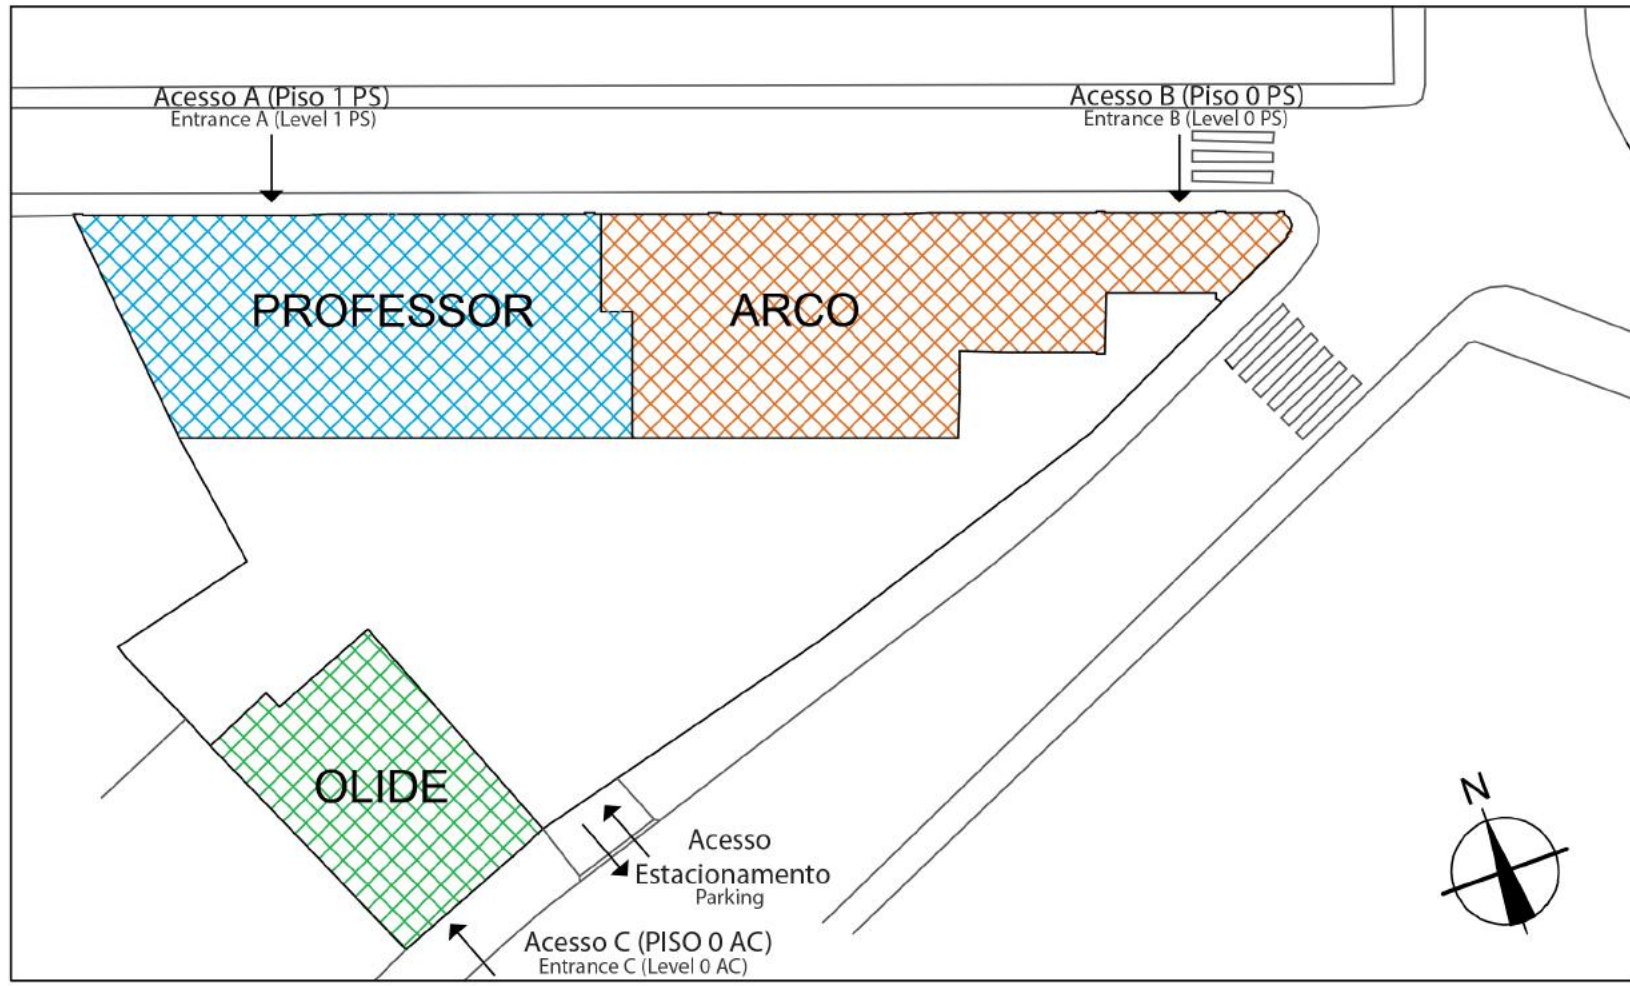 Acesso A (Piso 1 PS)
Entrance A (Level 1 PS)
Acesso B (Piso 0 PS)
Entrance B (Level 0 PS)
PROFESSOR
ARCO
OLIDE
N
Acesso
Estacionamento
Parking
Acesso C (PISO 0 AC)
Entrance C (Level 0 AC)